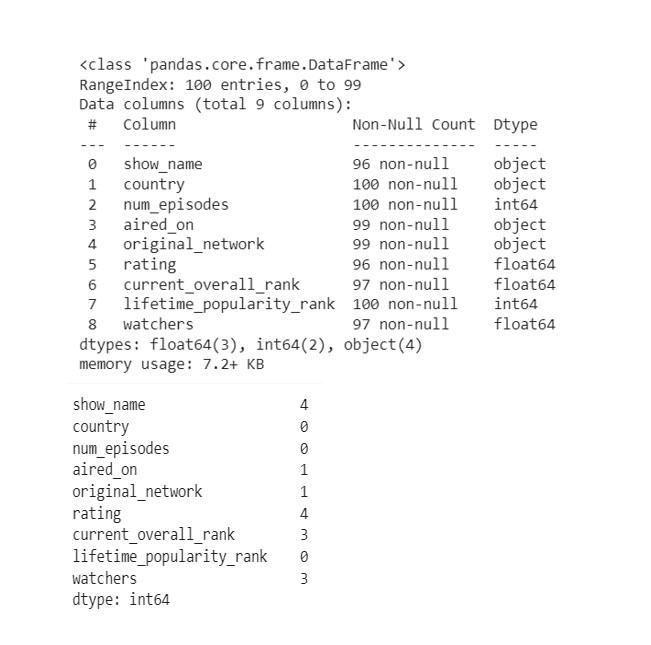 <class 'pandas.core.frame.DataFrame'>
RangeIndex: 100 entries, 0 to 99
Data columns (total 9 columns):
 #   Column                   Non-Null Count  Dtype
---  ------                   --------------  -----
 0   show_name                96 non-null     object
 1   country                  100 non-null    object
 2   num_episodes             100 non-null    int64
 3   aired_on                 99 non-null     object
 4   original_network         99 non-null     object
 5   rating                   96 non-null     float64
 6   current_overall_rank     97 non-null     float64
 7   lifetime_popularity_rank 100 non-null    int64
 8   watchers                 97 non-null     float64
dtypes: float64(3), int64(2), object(4)
memory usage: 7.2+ KB
show_name                   4
country                     0
num_episodes                0
aired_on                    1
original_network            1
rating                      4
current_overall_rank        3
lifetime_popularity_rank    0
watchers                    3
dtype: int64